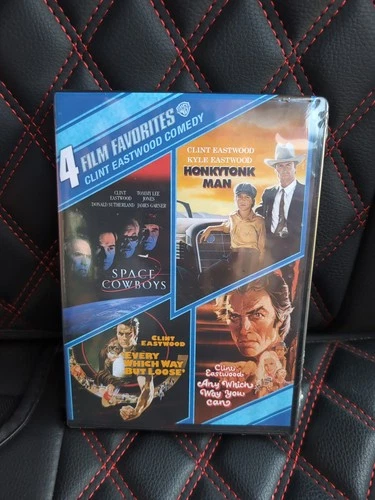 4 FILM FAVORITES WB
CLINT EASTWOOD COMEDY
CLINT EASTWOOD
KYLE EASTWOOD
HONKYTONK
MAN
CLINT
EASTWOOD
TOMMY LEE
JONES
DONALD SUTHERLAND
JAMES GARNER
SPACE
COWBOYS
CLINT
EASTWOOD
EVERY
WHICH WAY
BUT LOOSE
Clint
Eastwood
Any Which
Way You
can